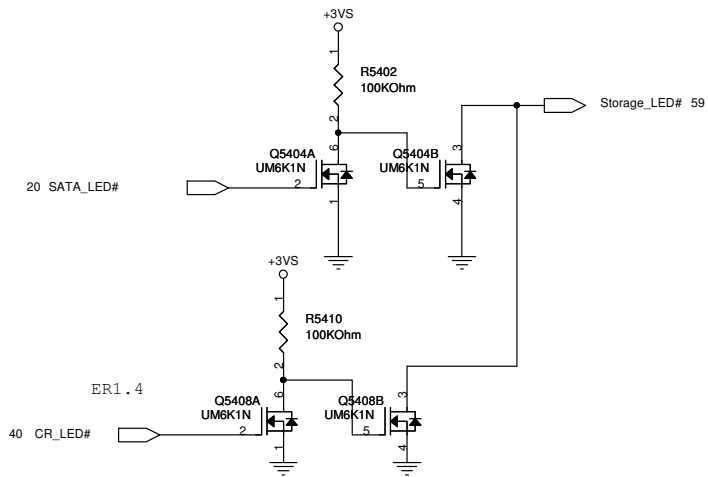 +3VS
1
R5402
100KOhm
2
Storage_LED# 59
Q5404A
UM6K1N
6
2
1
Q5404B
UM6K1N
3
5
4
20 SATA_LED#
+3VS
1
R5410
100KOhm
2
ER1.4
Q5408A
UM6K1N
6
2
1
Q5408B
UM6K1N
3
5
4
40 CR_LED#